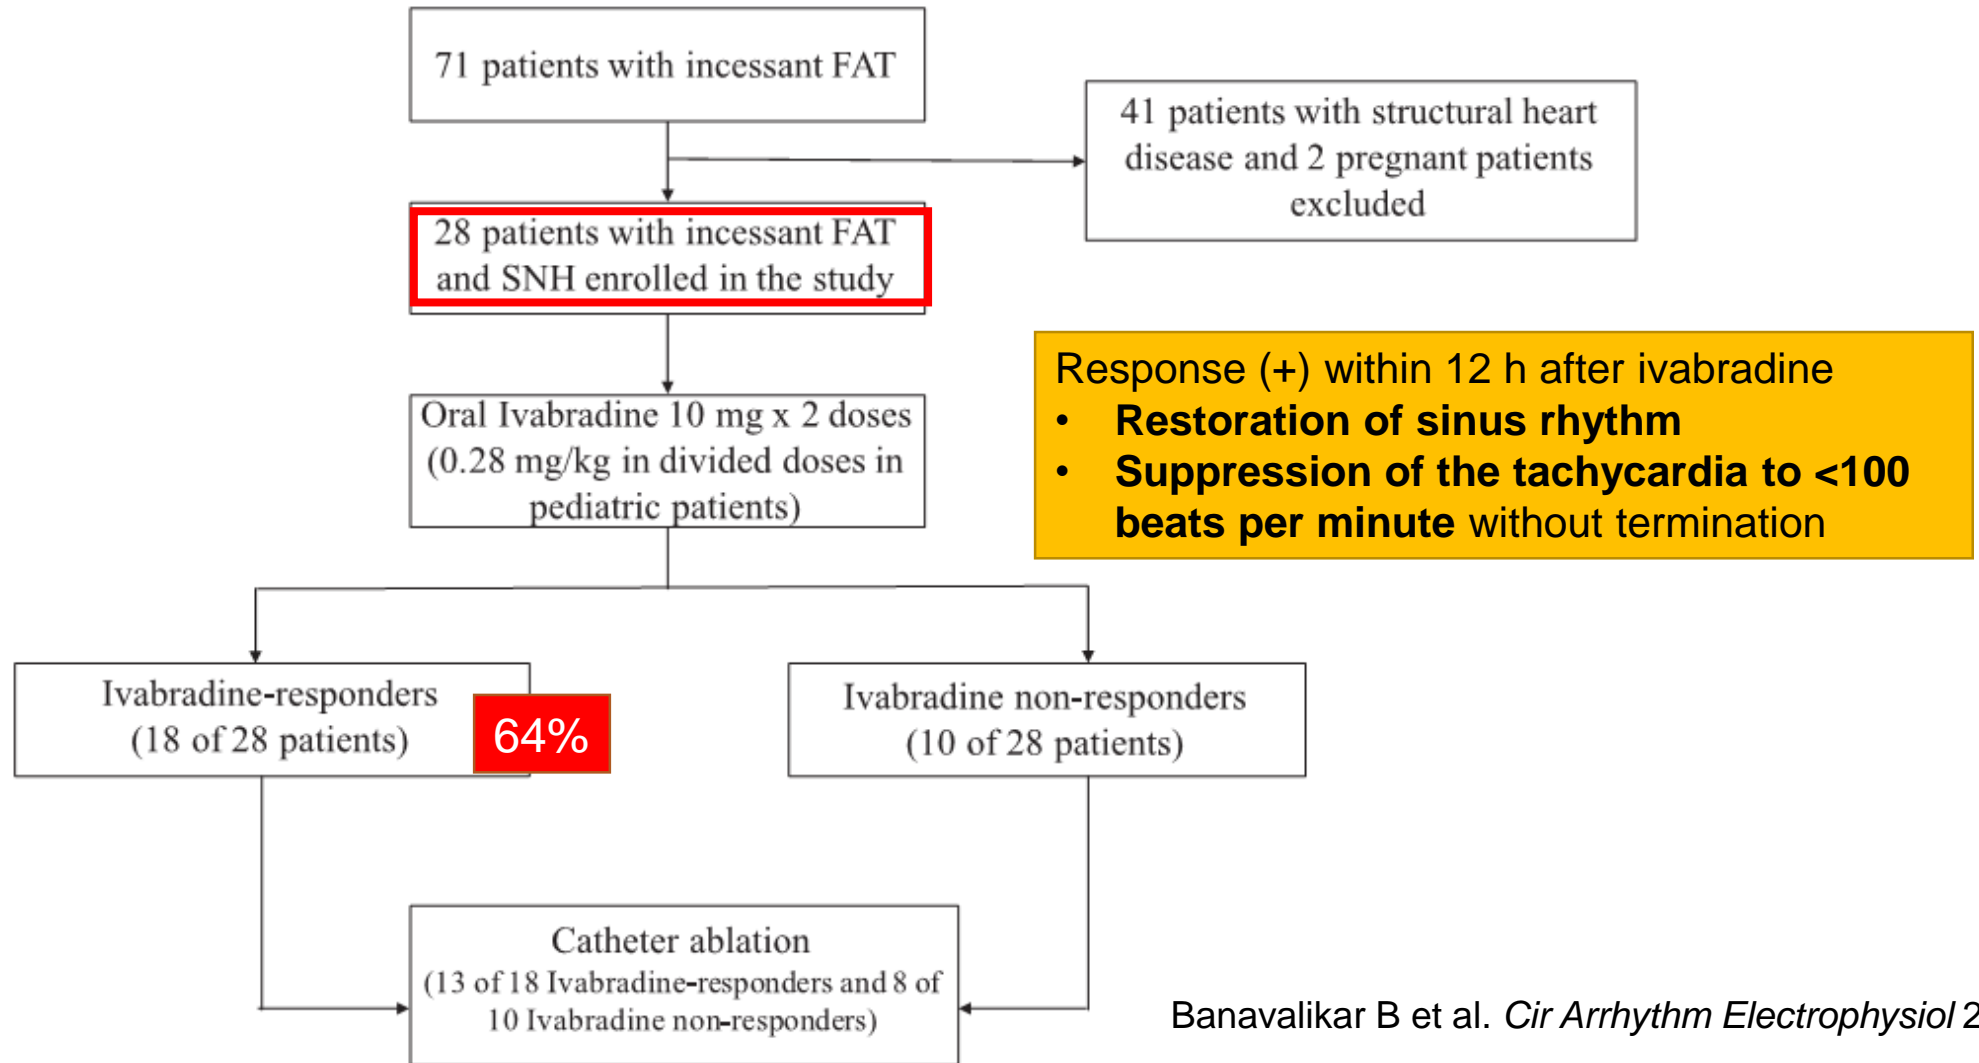 71 patients with incessant FAT
41 patients with structural heart
disease and 2 pregnant patients
excluded
28 patients with incessant FAT
and SNH enrolled in the study
Response (+) within 12 h after ivabradine
• Restoration of sinus rhythm
• Suppression of the tachycardia to <100
beats per minute without termination
Oral Ivabradine 10 mg x 2 doses
(0.28 mg/kg in divided doses in
pediatric patients)
Ivabradine-responders
(18 of 28 patients)
64%
Ivabradine non-responders
(10 of 28 patients)
Catheter ablation
(13 of 18 Ivabradine-responders and 8 of
10 Ivabradine non-responders)
Banavalikar B et al. Cir Arrhythm Electrophysiol 2